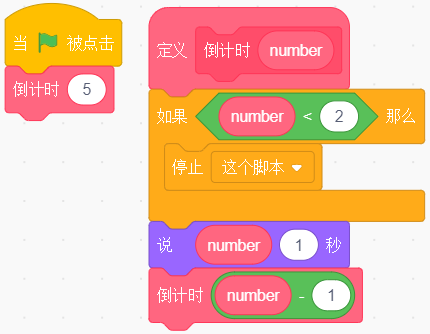 当 被点击
倒计时 5
定义 倒计时 number
如果 number < 2 那么
停止 这个脚本
说 number 1 秒
倒计时 number - 1